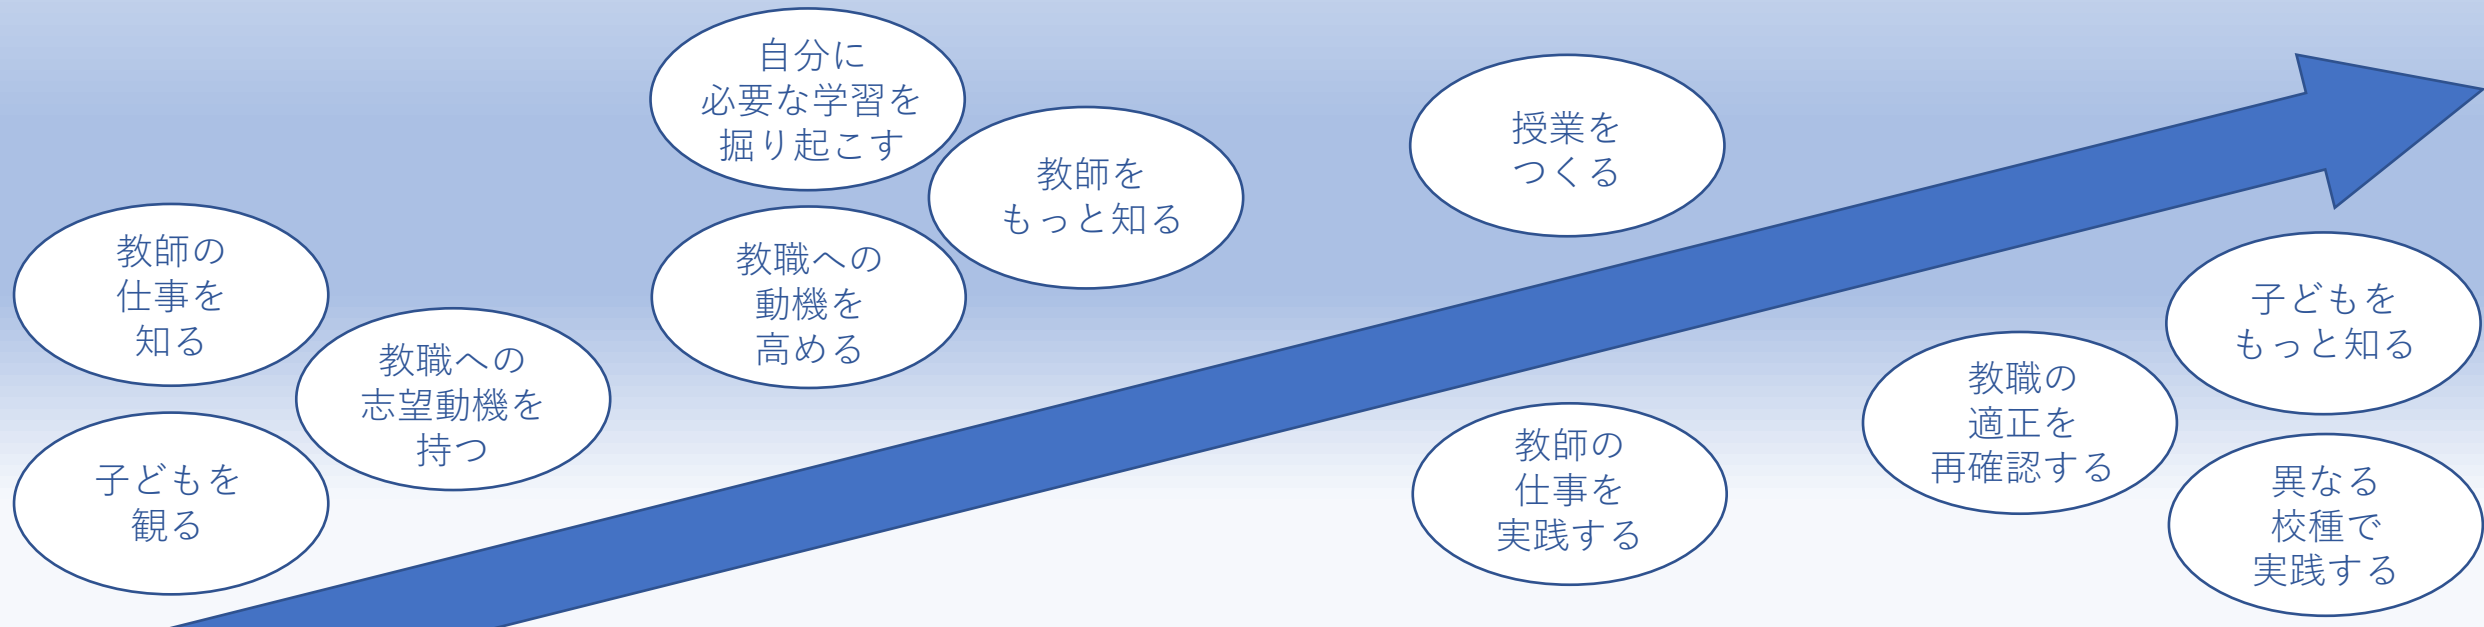 教師の
仕事を
知る
子どもを
観る
教職への
志望動機を
持つ
自分に
必要な学習を
掘り起こす
教職への
動機を
高める
教師を
もっと知る
授業を
つくる
教師の
仕事を
実践する
教職の
適正を
再確認する
子どもを
もっと知る
異なる
校種で
実践する